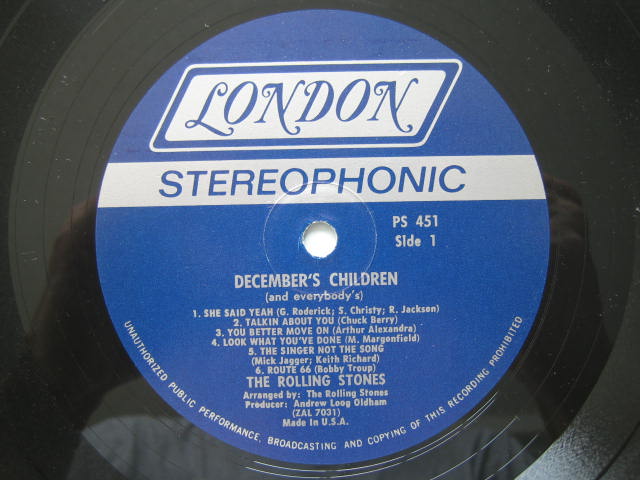 LONDON
STEREOPHONIC
PS 451
Side 1
DECEMBER'S CHILDREN
(and everybody's)
1. SHE SAID YEAH (G. Roderick; S. Christy; R. Jackson)
2. TALKIN ABOUT YOU (Chuck Berry)
3. YOU BETTER MOVE ON (Arthur Alexandra)
4. LOOK WHAT YOU'VE DONE (M. Margonfield)
5. THE SINGER NOT THE SONG
(Mick Jagger; Keith Richard)
6. ROUTE 66 (Bobby Troup)
THE ROLLING STONES
Arranged by: The Rolling Stones
Producer: Andrew Loog Oldham
(ZAL 7031)
Made in U.S.A.
UNAUTHORIZED PUBLIC PERFORMANCE, BROADCASTING AND COPYING OF THIS RECORDING PROHIBITED